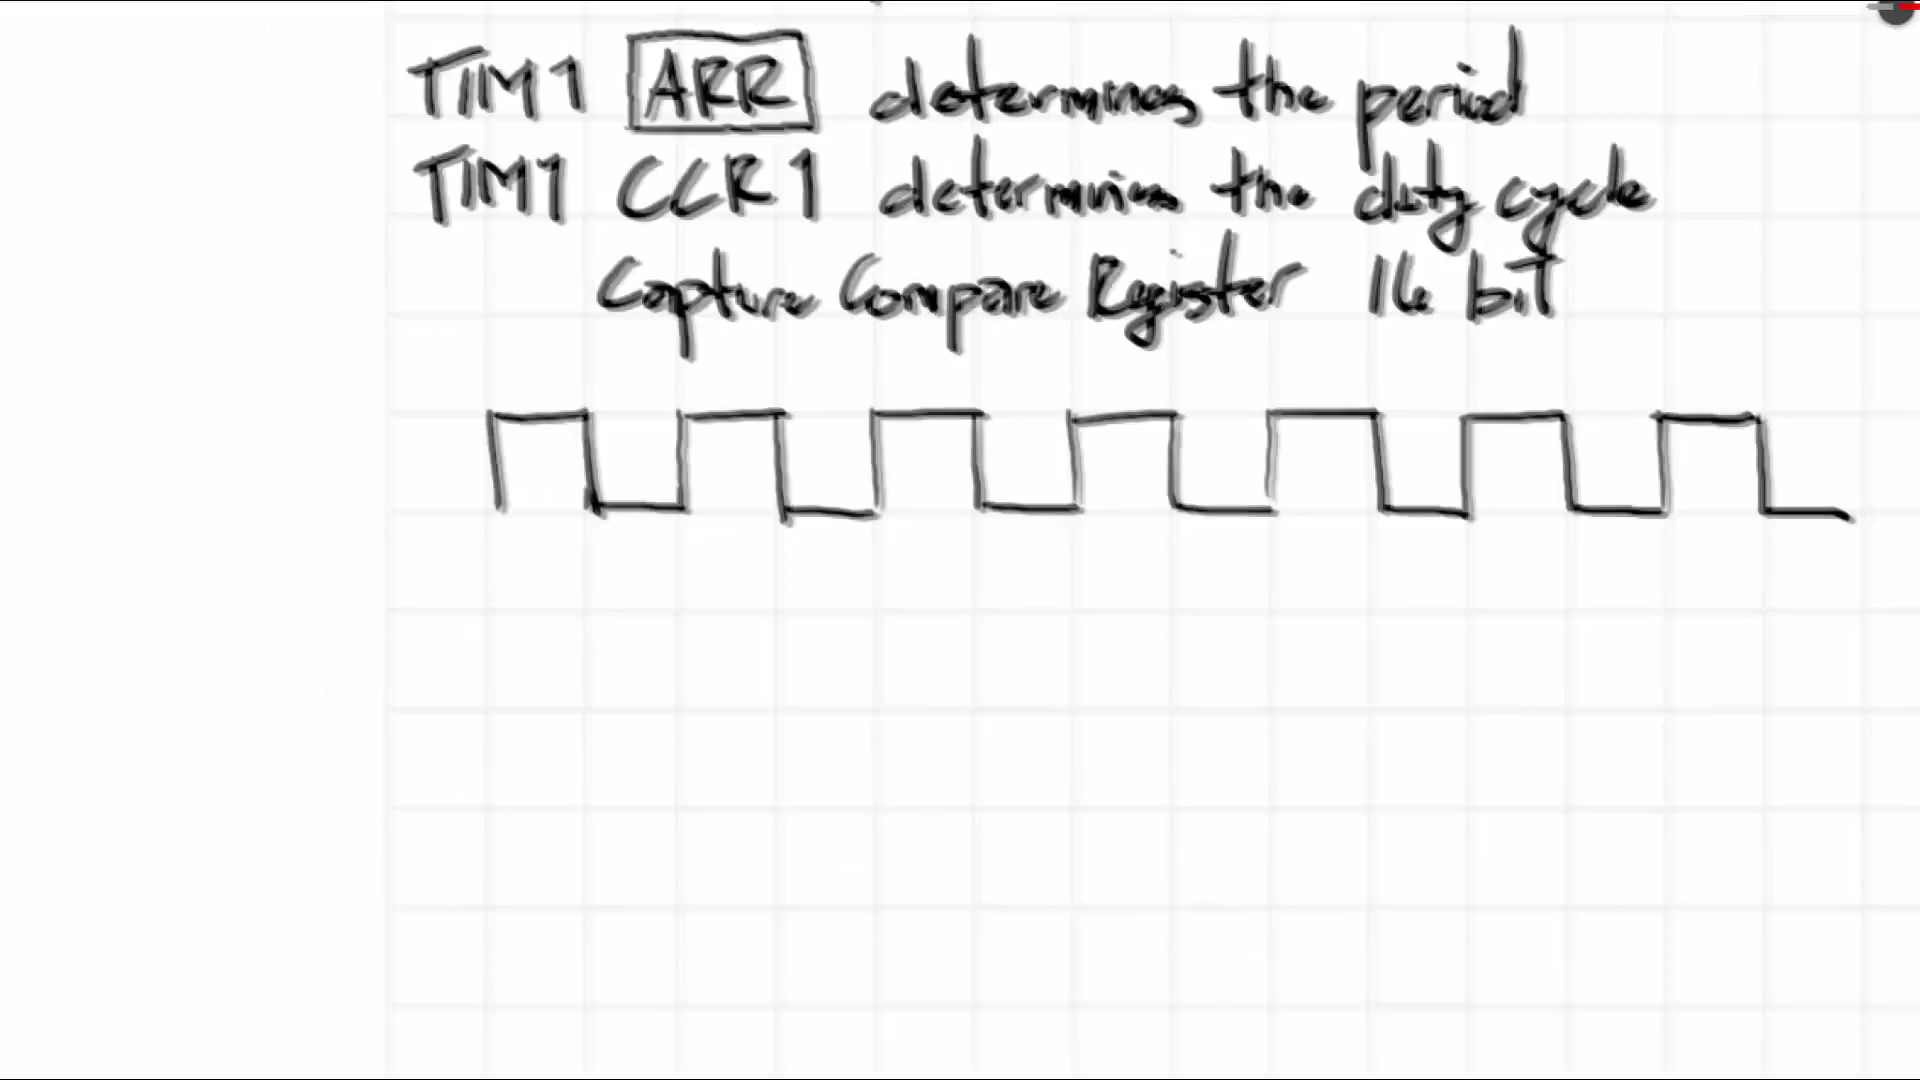 TIM1 ARR determines the period
TIM1 CCR1 determines the duty cycle
Capture Compare Register 16 bit